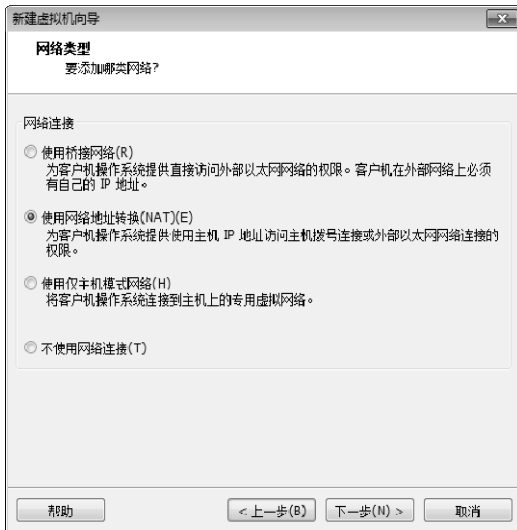 新建虚拟机向导
网络类型
要添加哪类网络?
网络连接
使用桥接网络(R)
为客户机操作系统提供直接访问外部以太网网络的权限。客户机在外部网络上必须
有自己的 IP 地址。
使用网络地址转换(NAT)(E)
为客户机操作系统提供使用主机 IP 地址访问主机拨号连接或外部以太网网络连接的
权限。
使用仅主机模式网络(H)
将客户机操作系统连接到主机上的专用虚拟网络。
不使用网络连接(T)
帮助 < 上一步(B) 下一步(N) > 取消